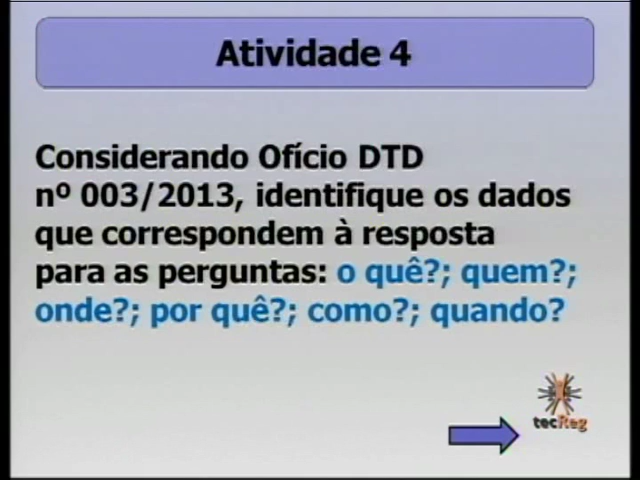 Atividade 4
Considerando Ofício DTD
nº 003/2013, identifique os dados
que correspondem à resposta
para as perguntas: o quê?; quem?;
onde?; por quê?; como?; quando?
tecReg